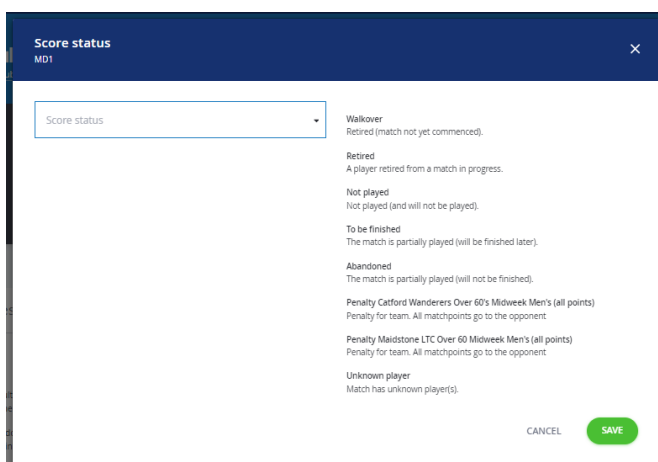 Score status
MD1
Score status
Walkover
Retired (match not yet commenced).
Retired
A player retired from a match in progress.
Not played
Not played (and will not be played).
To be finished
The match is partially played (will be finished later).
Abandoned
The match is partially played (will not be finished).
Penalty Catford Wanderers Over 60's Midweek Men's (all points)
Penalty for team. All matchpoints go to the opponent
Penalty Maidstone LTC Over 60 Midweek Men's (all points)
Penalty for team. All matchpoints go to the opponent
Unknown player
Match has unknown player(s).
CANCEL
SAVE